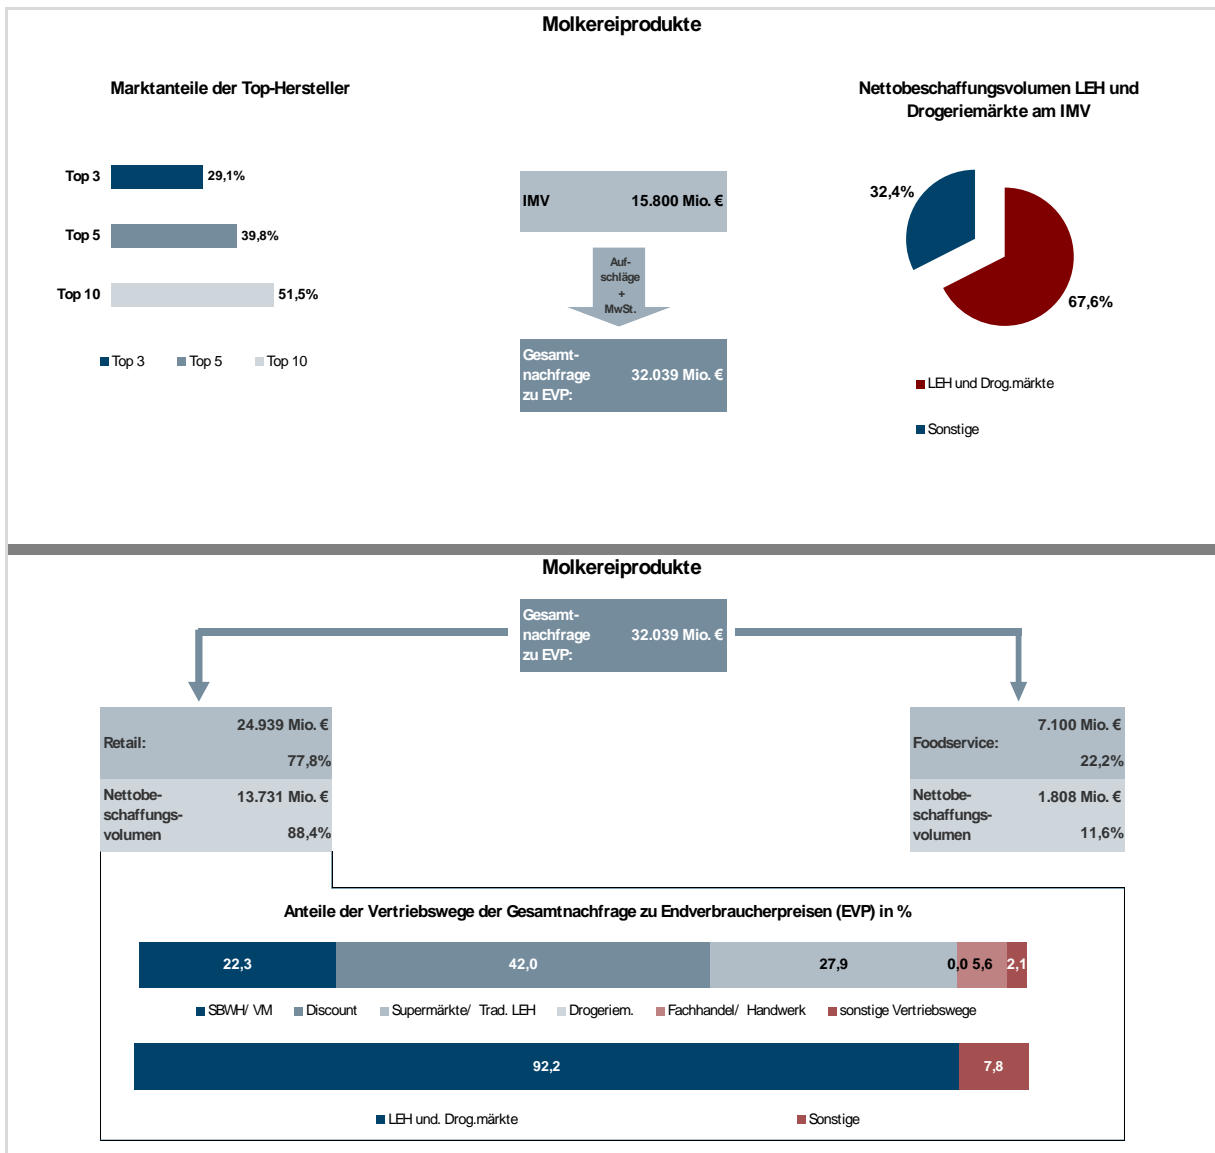 Molkereiprodukte
Marktanteile der Top-Hersteller
Top 3
29,1%
Top 5
39,8%
Top 10
51,5%
Top 3 Top 5 Top 10
IMV 15.800 Mio. €
Auf-
schläge
+
MwSt.
Gesamt-
nachfrage
zu EVP:
32.039 Mio. €
Nettobeschaffungsvolumen LEH und
Drogeriemärkte am IMV
32,4%
67,6%
LEH und Drog.märkte
Sonstige
Molkereiprodukte
Gesamt-
nachfrage
zu EVP:
32.039 Mio. €
Retail:
24.939 Mio. €
77,8%
Nettobe-
schaffungs-
volumen
13.731 Mio. €
88,4%
Foodservice:
7.100 Mio. €
22,2%
Nettobe-
schaffungs-
volumen
1.808 Mio. €
11,6%
Anteile der Vertriebswege der Gesamtnachfrage zu Endverbraucherpreisen (EVP) in %
22,3 42,0 27,9 0,0 5,6 2,1
SBWH/ VM Discount Supermärkte/ Trad. LEH Drogeriem. Fachhandel/ Handwerk sonstige Vertriebswege
92,2 7,8
LEH und. Drog.märkte Sonstige